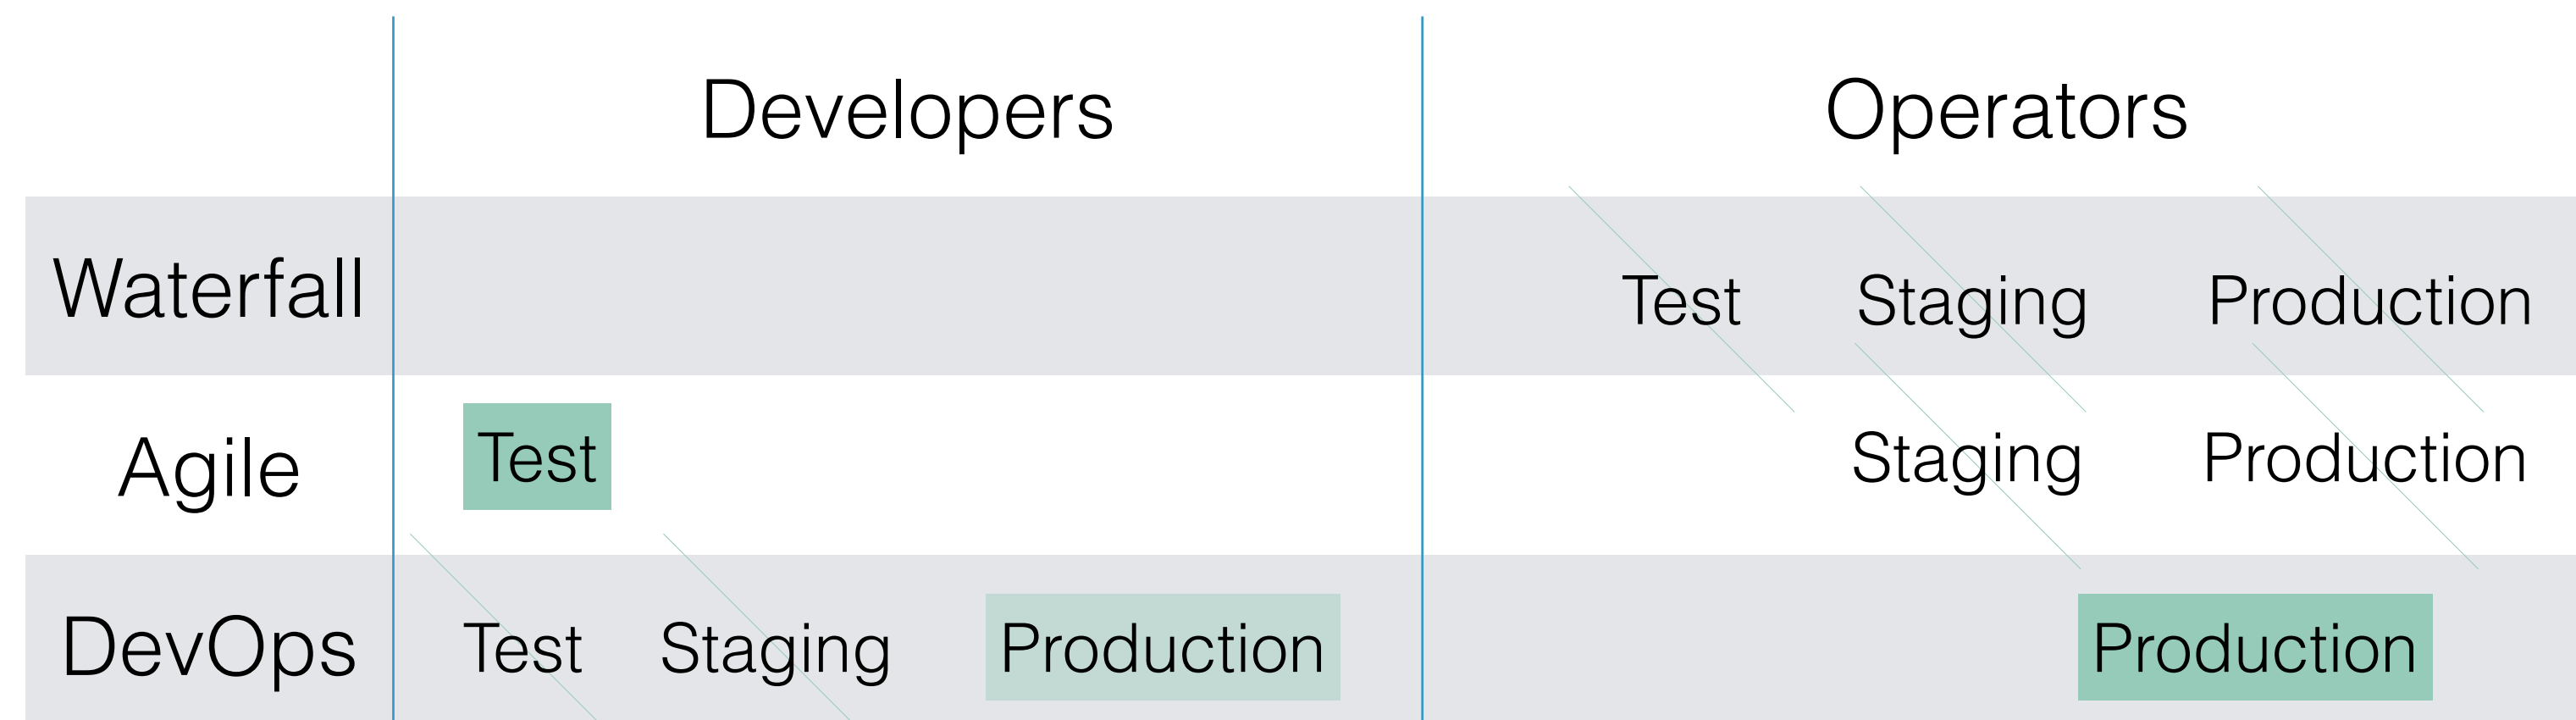 Developers Operators
Waterfall Test Staging Production
Agile Test Staging Production
DevOps Test Staging Production Production